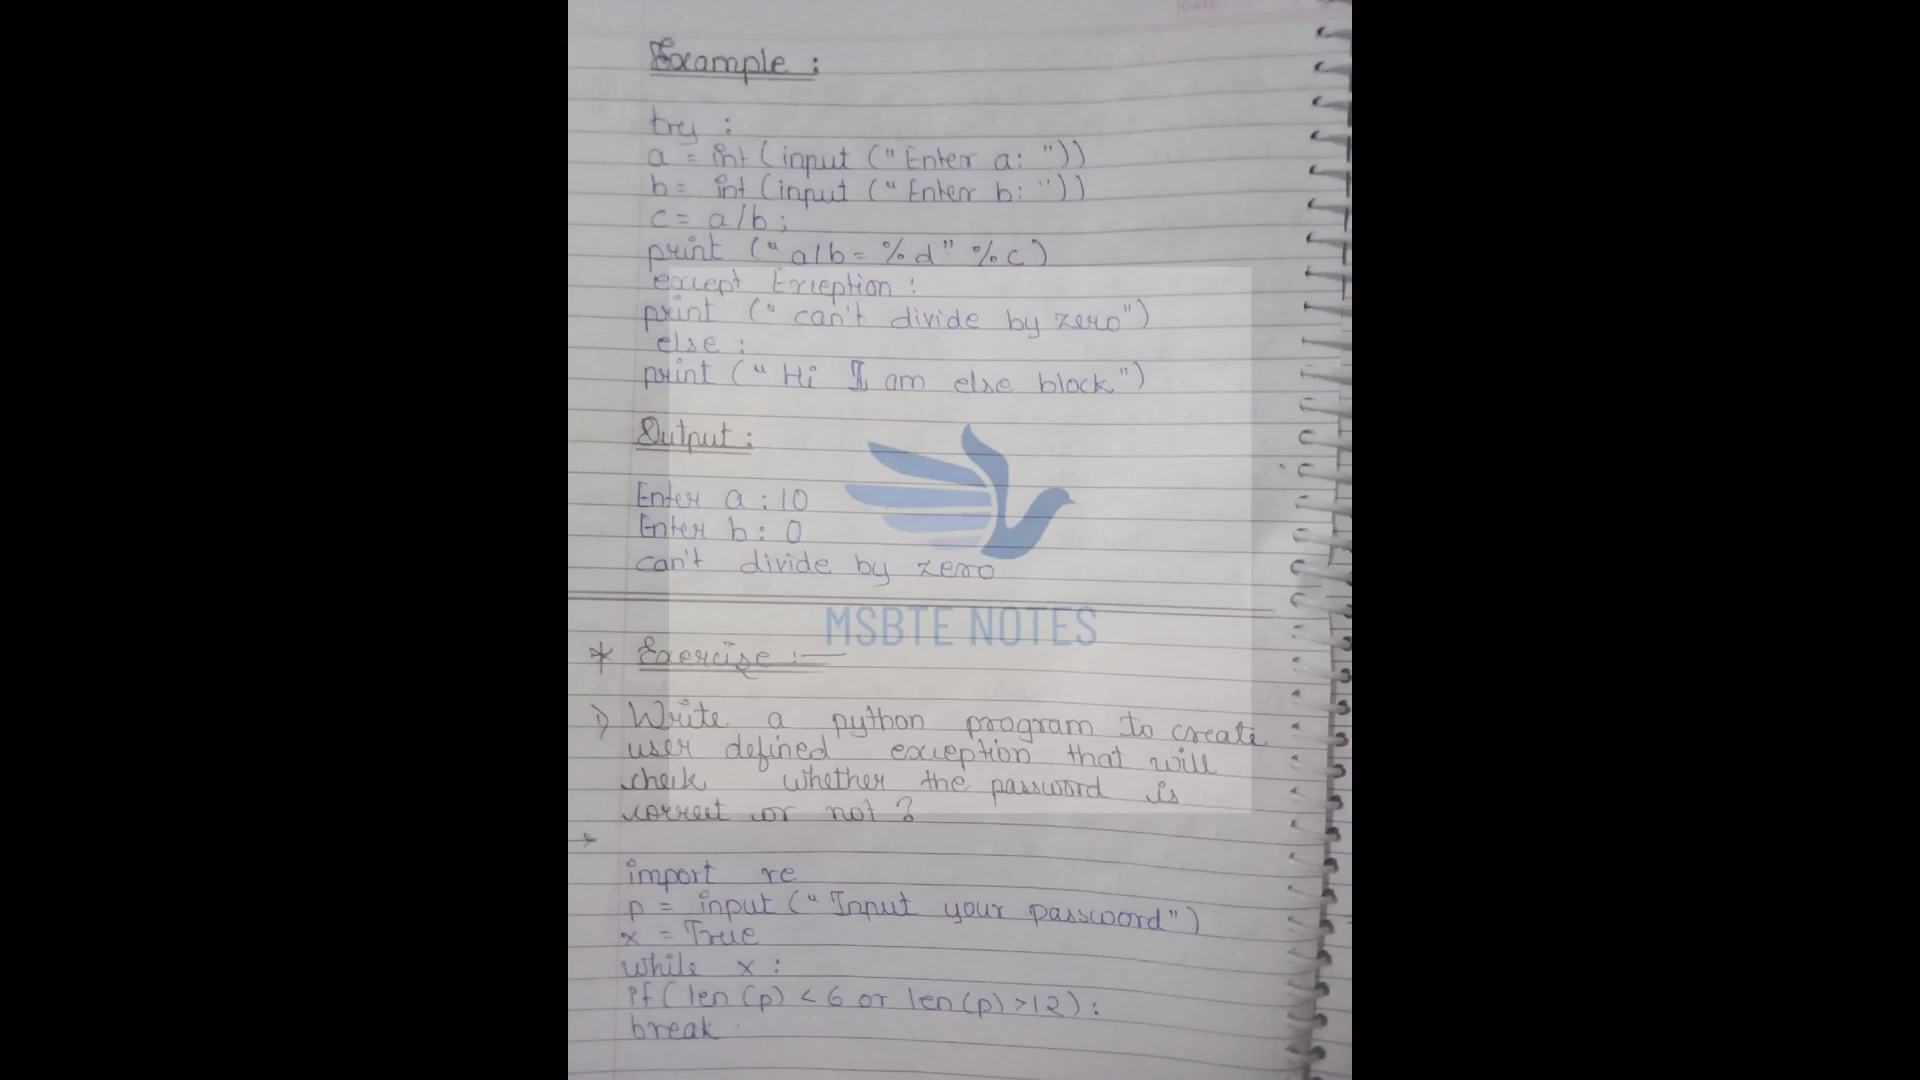 DATE
Example :
try :
a = int (input ("Enter a: "))
b = int (input ("Enter b: "))
c = a/b ;
print ("a/b = %d" %c)
except Exception :
print ("can't divide by zero")
else :
print ("Hi I am else block")
Output :
Enter a : 10
Enter b : 0
can't divide by zero
MSBTE NOTES
* Exercise :—
i) Write a python program to create
user defined exception that will
check whether the password is
correct or not ?
→
import re
p = input ("Input your password")
x = True
while x :
if (len (p) < 6 or len (p) > 12) :
break